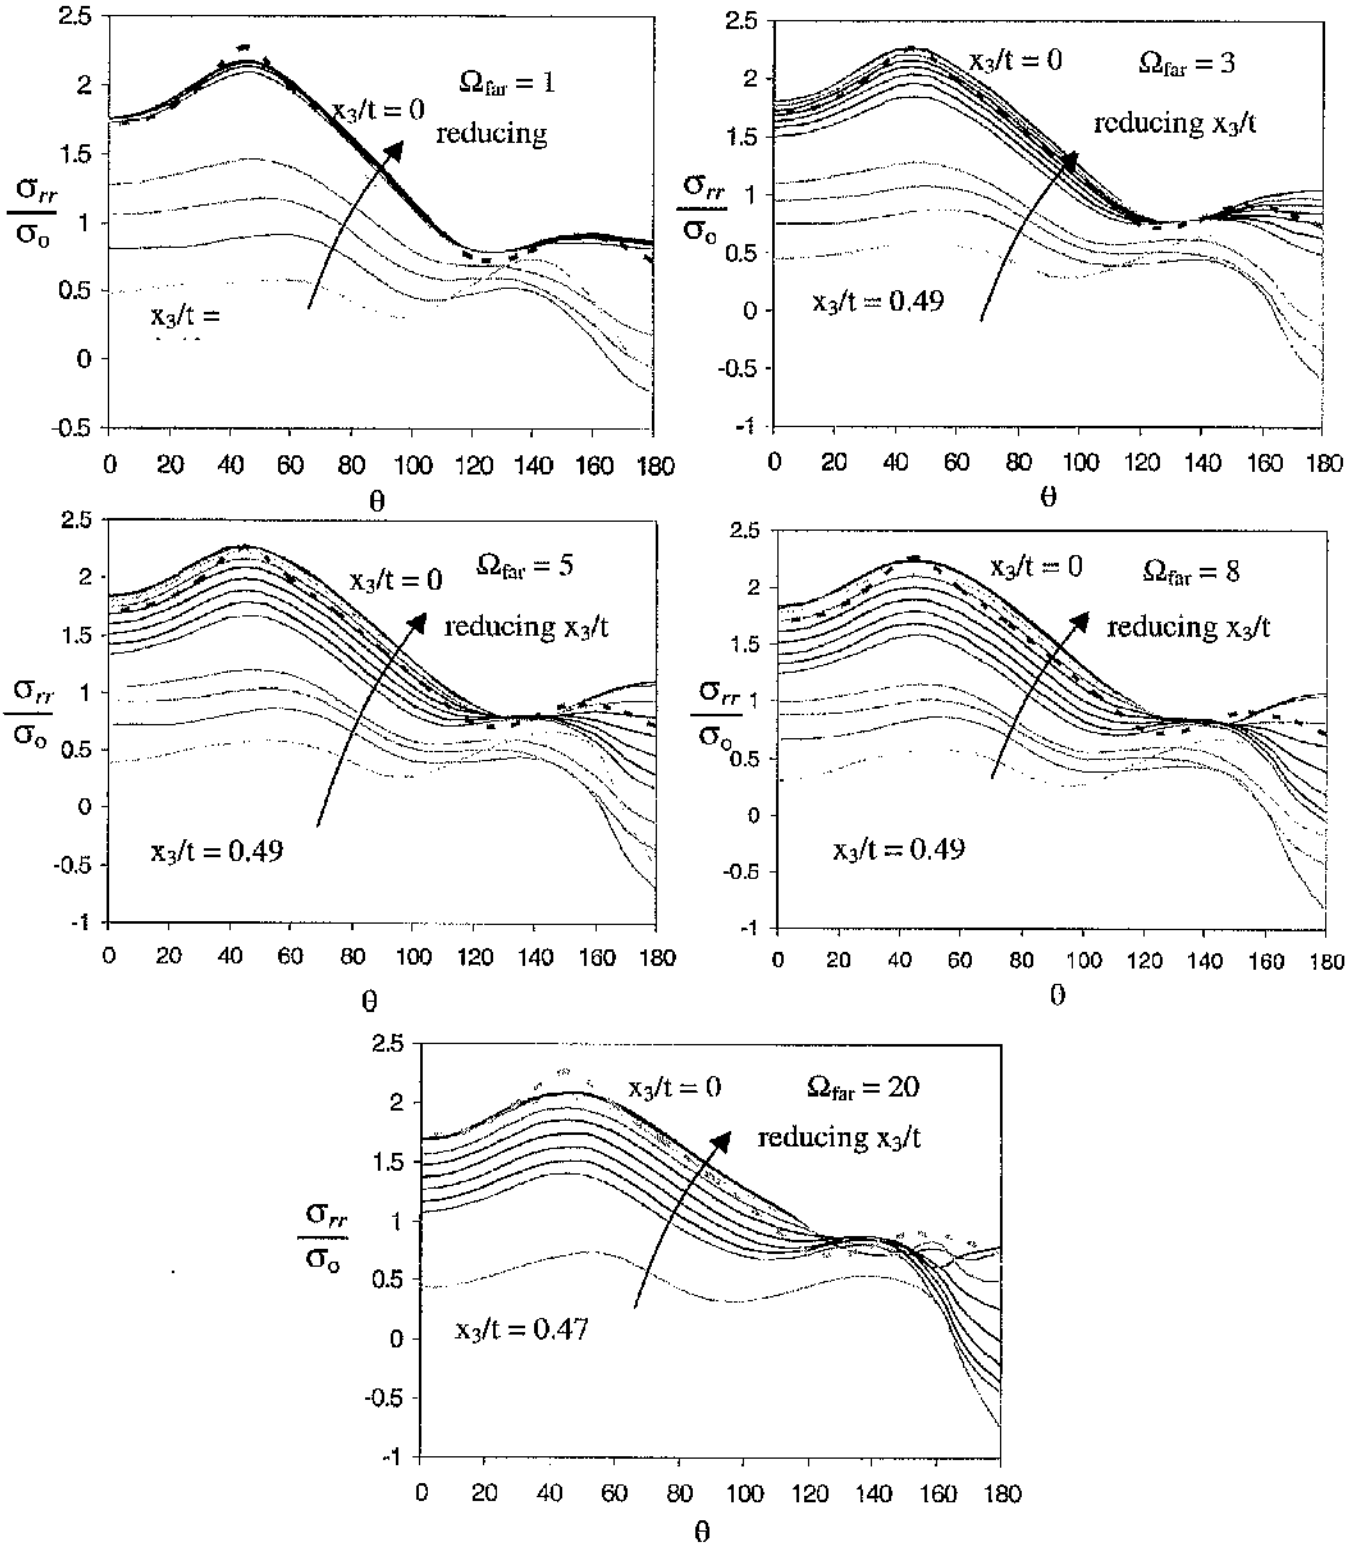 2.5
2
1.5
1
0.5
0
-0.5
σrr
σo
Ωfar = 1
x3/t = 0
reducing
x3/t =
0 20 40 60 80 100 120 140 160 180
θ
2.5
2
1.5
1
0.5
0
-0.5
-1
σrr
σo
x3/t = 0
Ωfar = 3
reducing x3/t
x3/t = 0.49
0 20 40 60 80 100 120 140 160 180
θ
2.5
2
1.5
1
0.5
0
-0.5
-1
σrr
σo
x3/t = 0
Ωfar = 5
reducing x3/t
x3/t = 0.49
0 20 40 60 80 100 120 140 160 180
θ
2.5
2
1.5
1
0.5
0
-0.5
-1
σrr
σo
x3/t = 0
Ωfar = 8
reducing x3/t
x3/t = 0.49
0 20 40 60 80 100 120 140 160 180
θ
2.5
2
1.5
1
0.5
0
-0.5
-1
σrr
σo
x3/t = 0
Ωfar = 20
reducing x3/t
x3/t = 0.47
0 20 40 60 80 100 120 140 160 180
θ